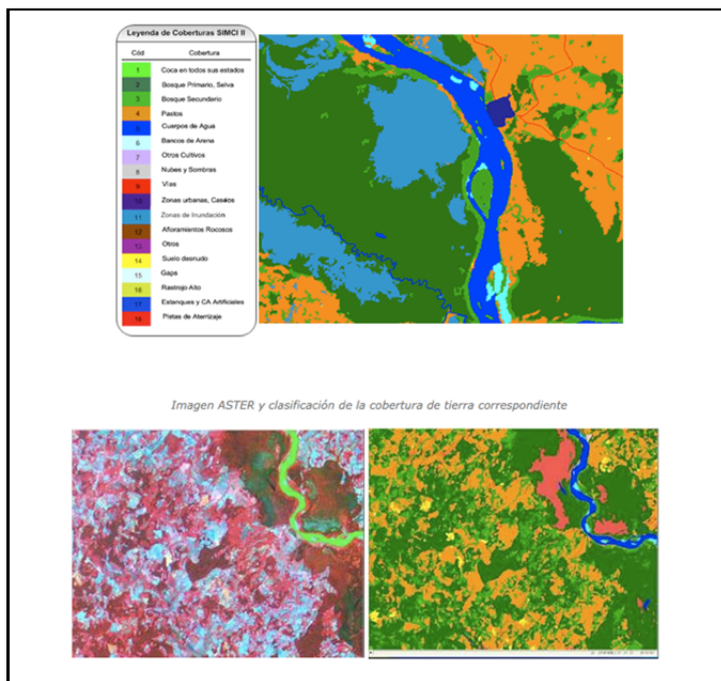 Leyenda de Coberturas SIMCI II
Cód Cobertura
1 Coca en todos sus estados
2 Bosque Primario, Selva
3 Bosque Secundario
4 Pastos
5 Cuerpos de Agua
6 Bancos de Arena
7 Otros Cultivos
8 Nubes y Sombras
9 Vías
10 Zonas urbanas, Caseíos
11 Zonas de Inundación
12 Afloramientos Rocosos
13 Otros
14 Suelo desnudo
15 Gaps
16 Rastrojo Alto
17 Estanques y CA Artificiales
18 Pistas de Aterrizaje
Imagen ASTER y clasificación de la cobertura de tierra correspondiente